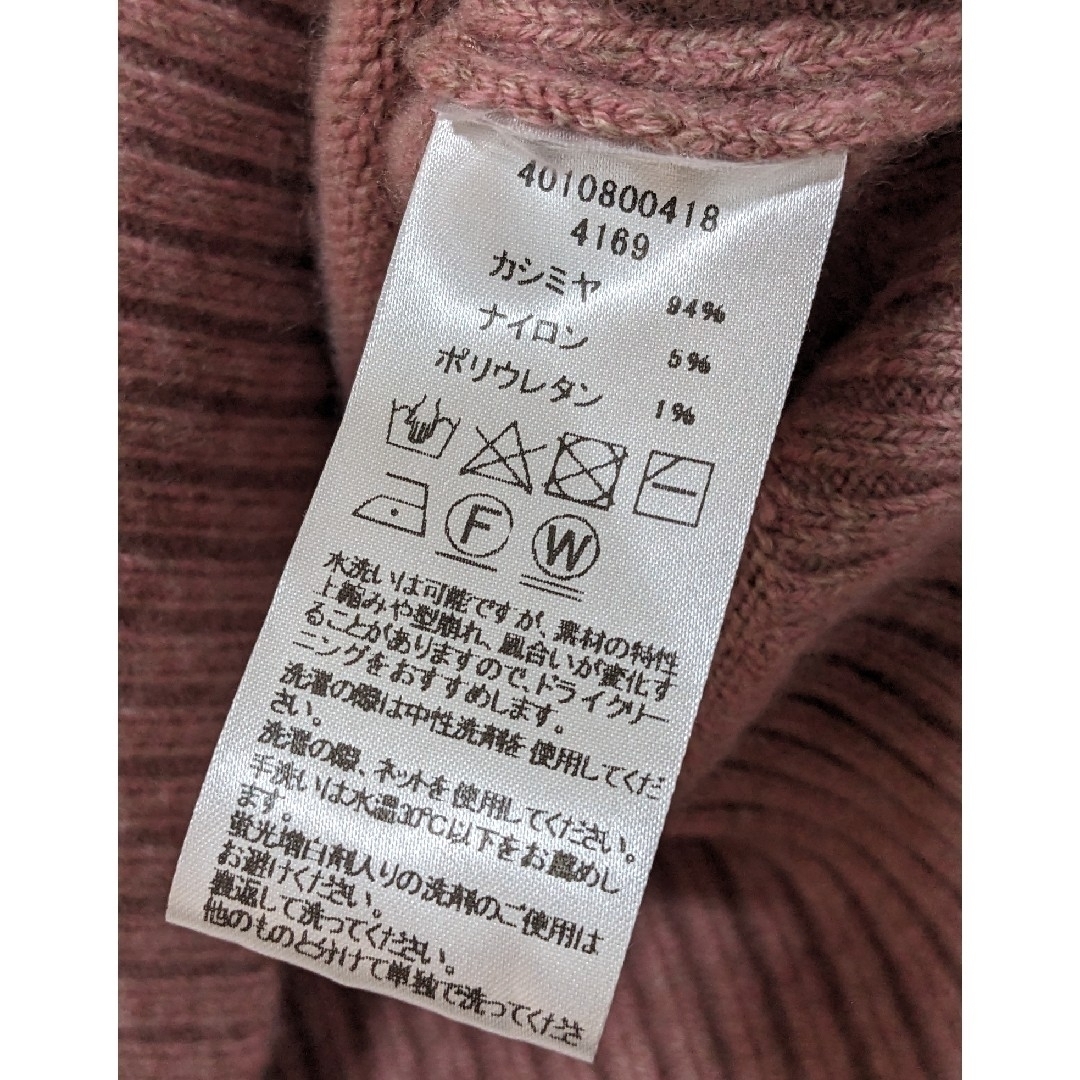 4010800418
4169
カシミヤ 94%
ナイロン 5%
ポリウレタン 1%
F W
水洗いは可能ですが、素材の特性
上縮みや型崩れ、風合いが変化す
ることがありますので、ドライクリー
ニングをおすすめします。
洗濯の際は中性洗剤を使用してくだ
さい。
洗濯の際、ネットを使用してください。
手洗いは水温30℃以下をお薦めし
ます。
蛍光増白剤入りの洗剤のご使用は
お避けください。
裏返して洗ってください。
他のものと分けて単独で洗ってくださ